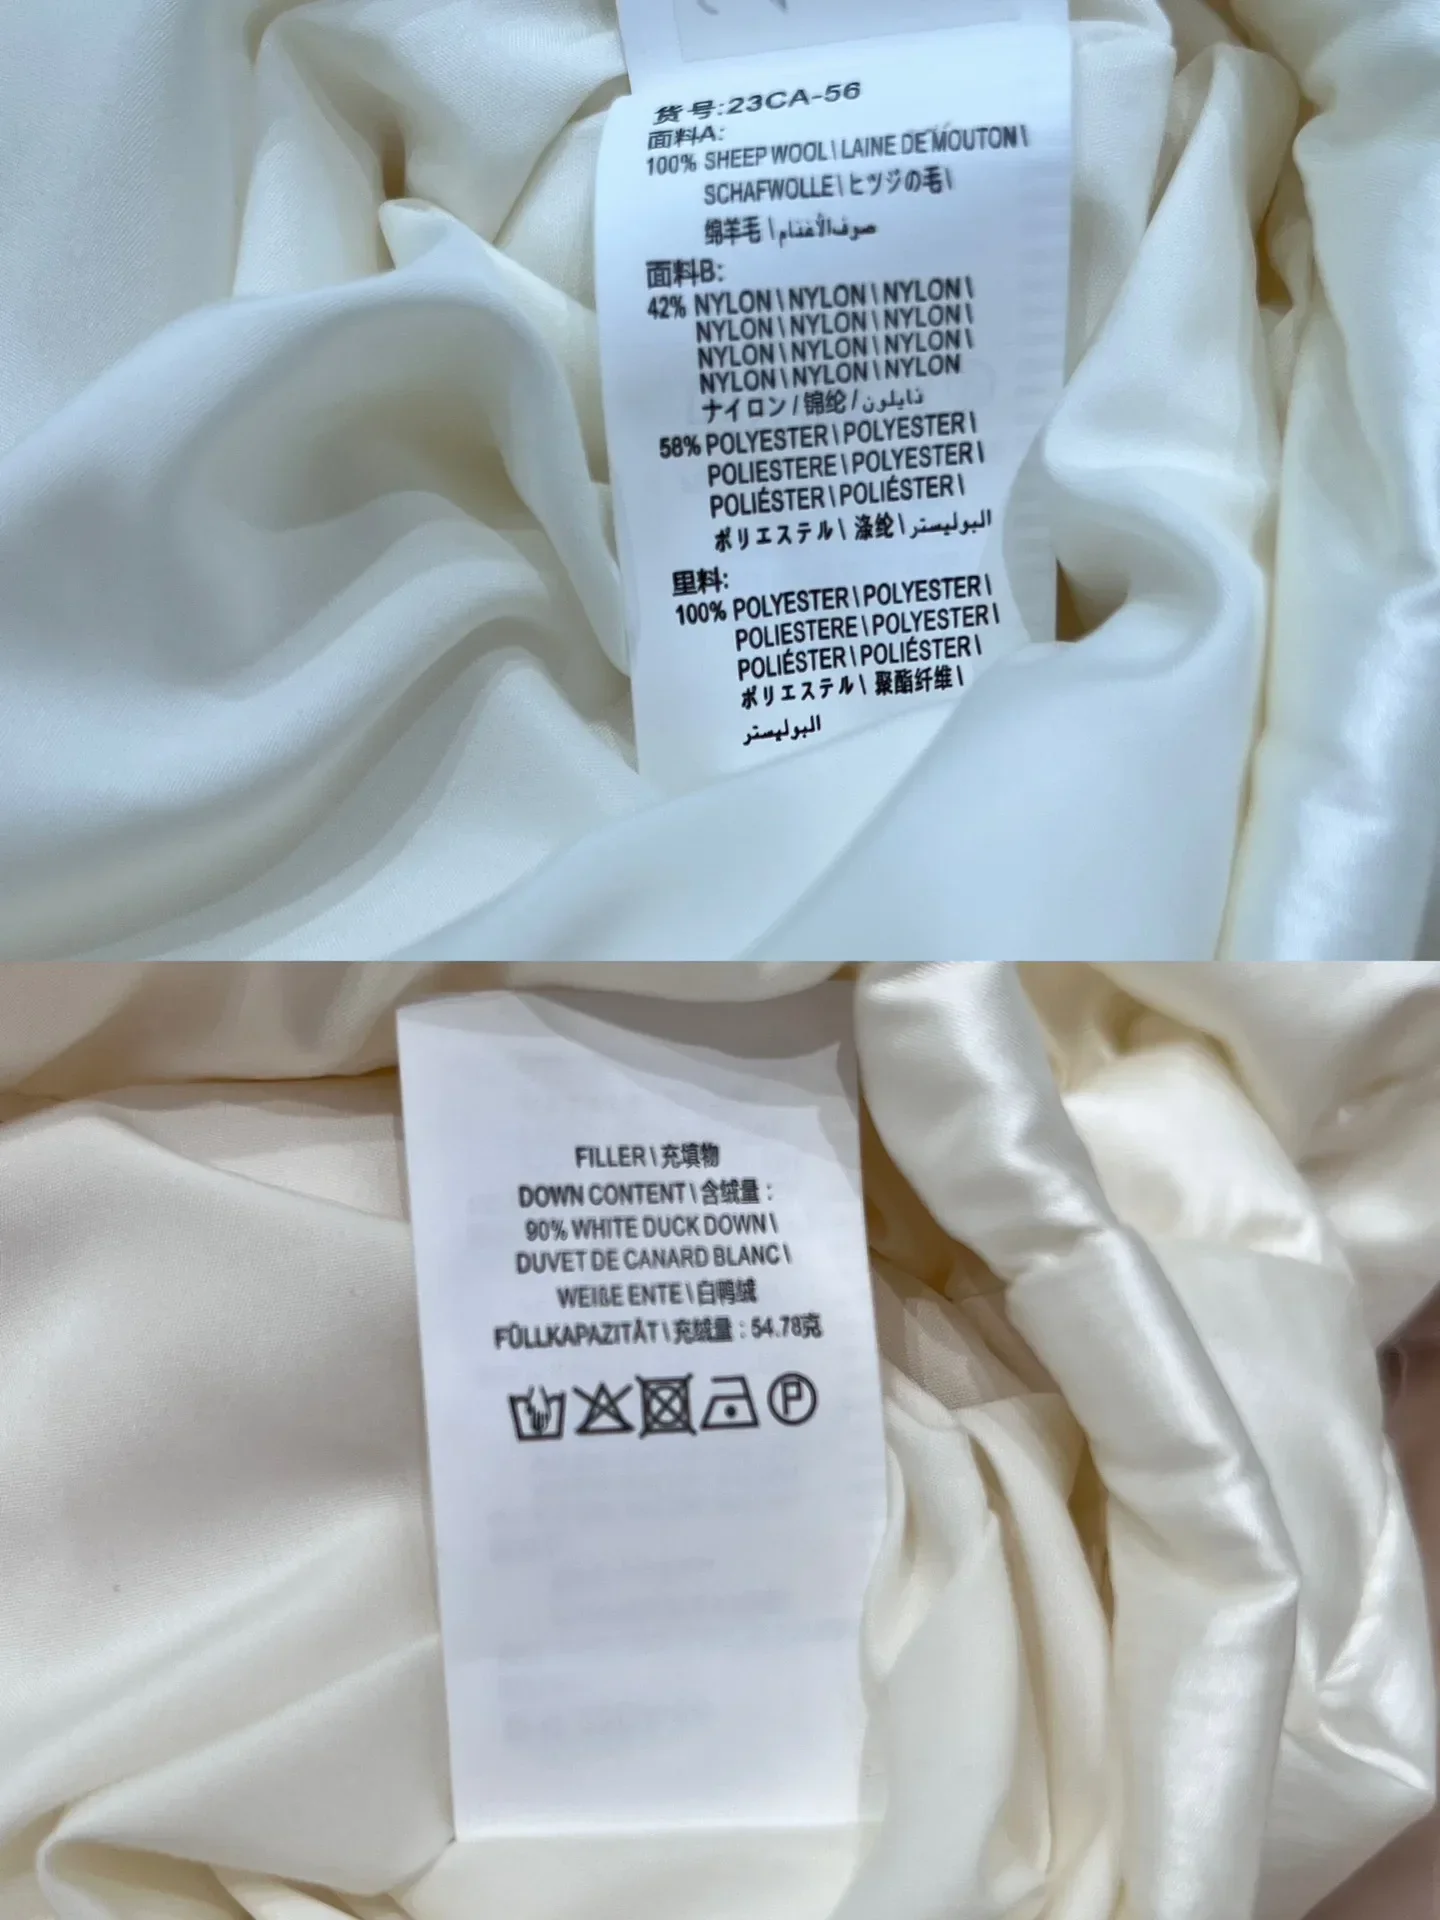 货号:23CA-56
面料A:
100% SHEEP WOOL\LAINE DE MOUTON\
SCHAFWOLLE\ヒツジの毛\
绵羊毛\صوف الأغنام
面料B:
42% NYLON\NYLON\NYLON\
NYLON\NYLON\NYLON\
NYLON\NYLON\NYLON\
NYLON\NYLON\NYLON
ナイロン/锦纶/نايلون
58% POLYESTER\POLYESTER\
POLIESTERE\POLYESTER\
POLIÉSTER\POLIÉSTER\
ポリエステル\涤纶\البوليستر
里料:
100% POLYESTER\POLYESTER\
POLIESTERE\POLYESTER\
POLIÉSTER\POLIÉSTER\
ポリエステル\聚酯纤维\
البوليستر
FILLER\充填物
DOWN CONTENT\含绒量:
90% WHITE DUCK DOWN\
DUVET DE CANARD BLANC\
WEIßE ENTE\白鸭绒
FÜLLKAPAZITÄT\充绒量:54.78克
P